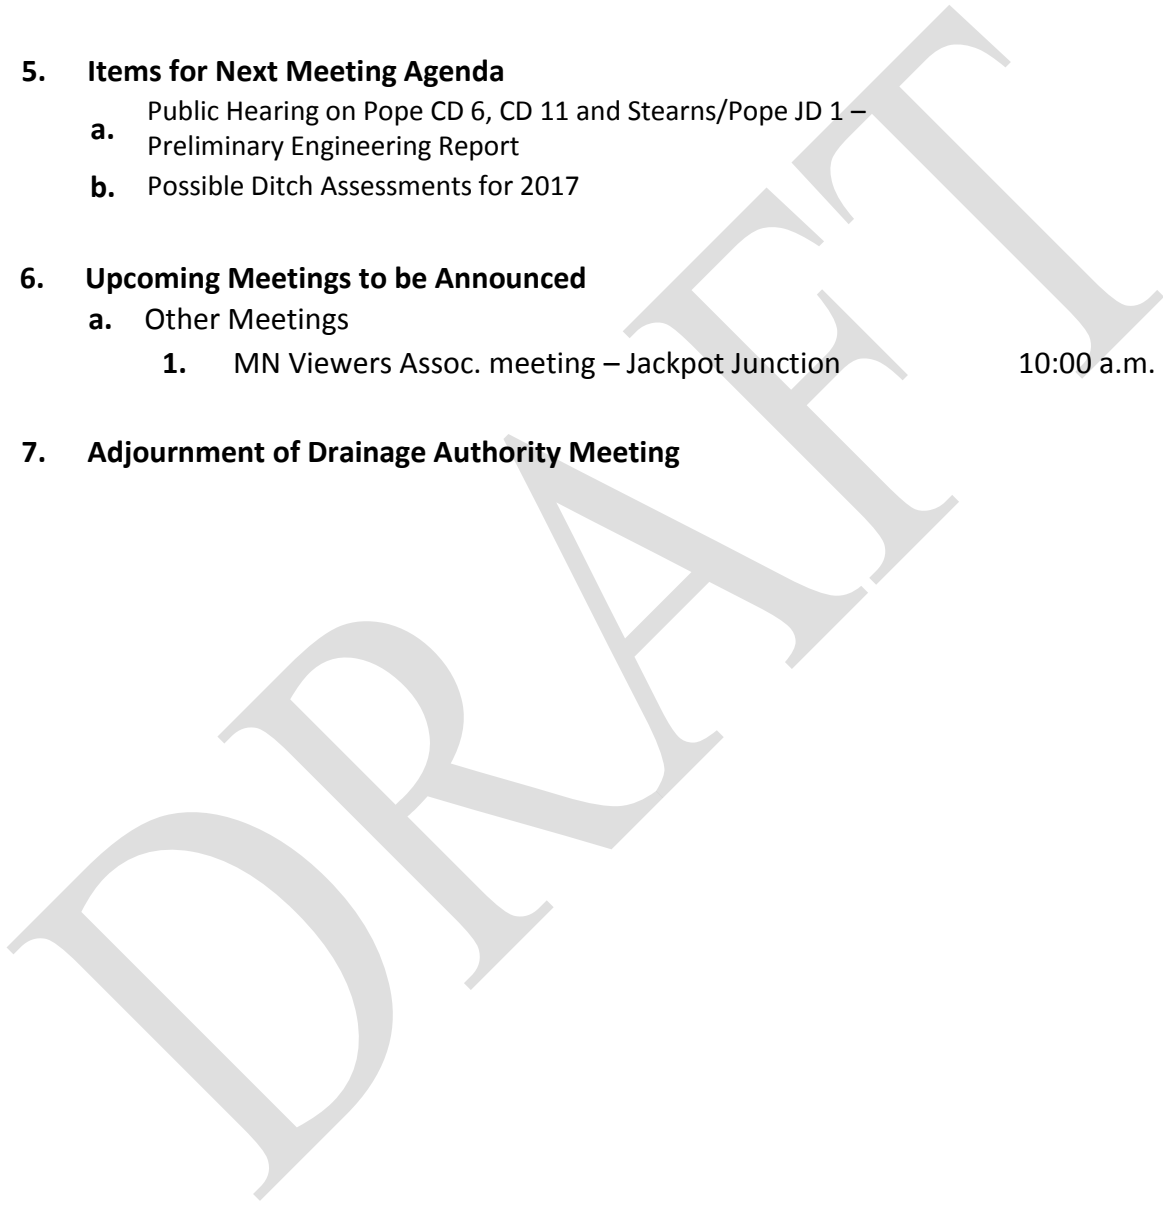 5. Items for Next Meeting Agenda
a. Public Hearing on Pope CD 6, CD 11 and Stearns/Pope JD 1 –
Preliminary Engineering Report
b. Possible Ditch Assessments for 2017
6. Upcoming Meetings to be Announced
a. Other Meetings
1. MN Viewers Assoc. meeting – Jackpot Junction 10:00 a.m.
7. Adjournment of Drainage Authority Meeting
DRAFT